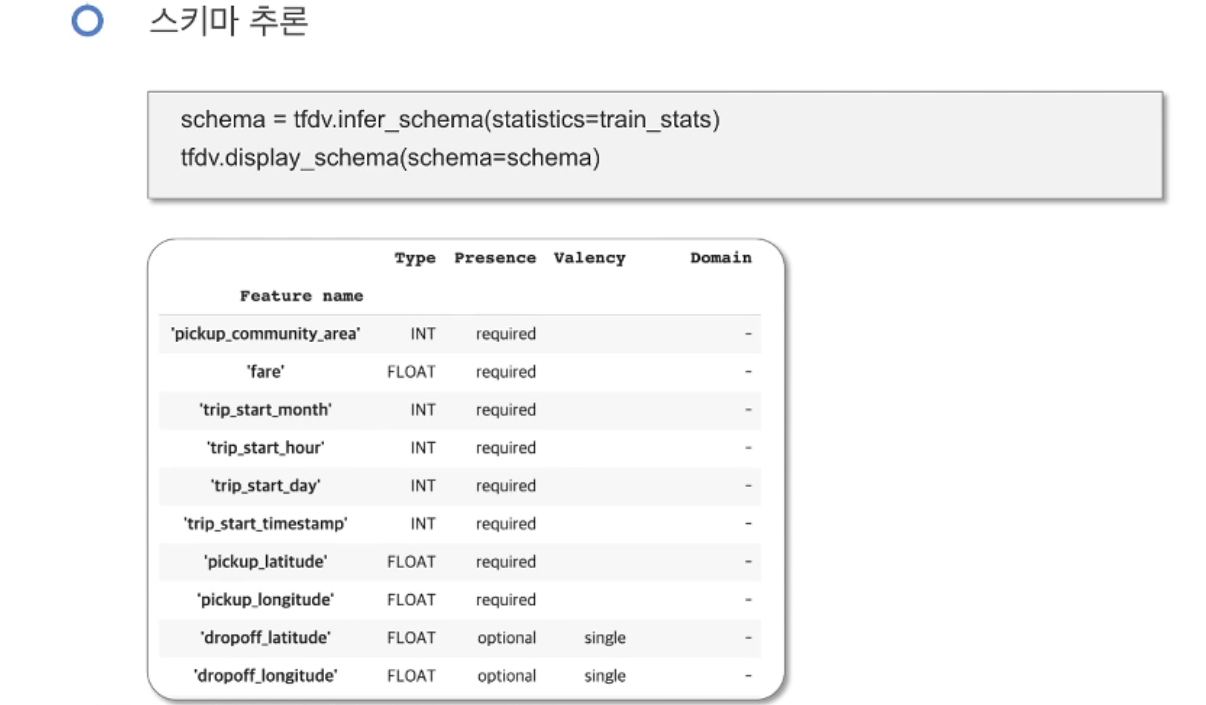 스키마 추론
schema = tfdv.infer_schema(statistics=train_stats)
tfdv.display_schema(schema=schema)
Type Presence Valency Domain
Feature name
'pickup_community_area' INT required -
'fare' FLOAT required -
'trip_start_month' INT required -
'trip_start_hour' INT required -
'trip_start_day' INT required -
'trip_start_timestamp' INT required -
'pickup_latitude' FLOAT required -
'pickup_longitude' FLOAT required -
'dropoff_latitude' FLOAT optional single -
'dropoff_longitude' FLOAT optional single -